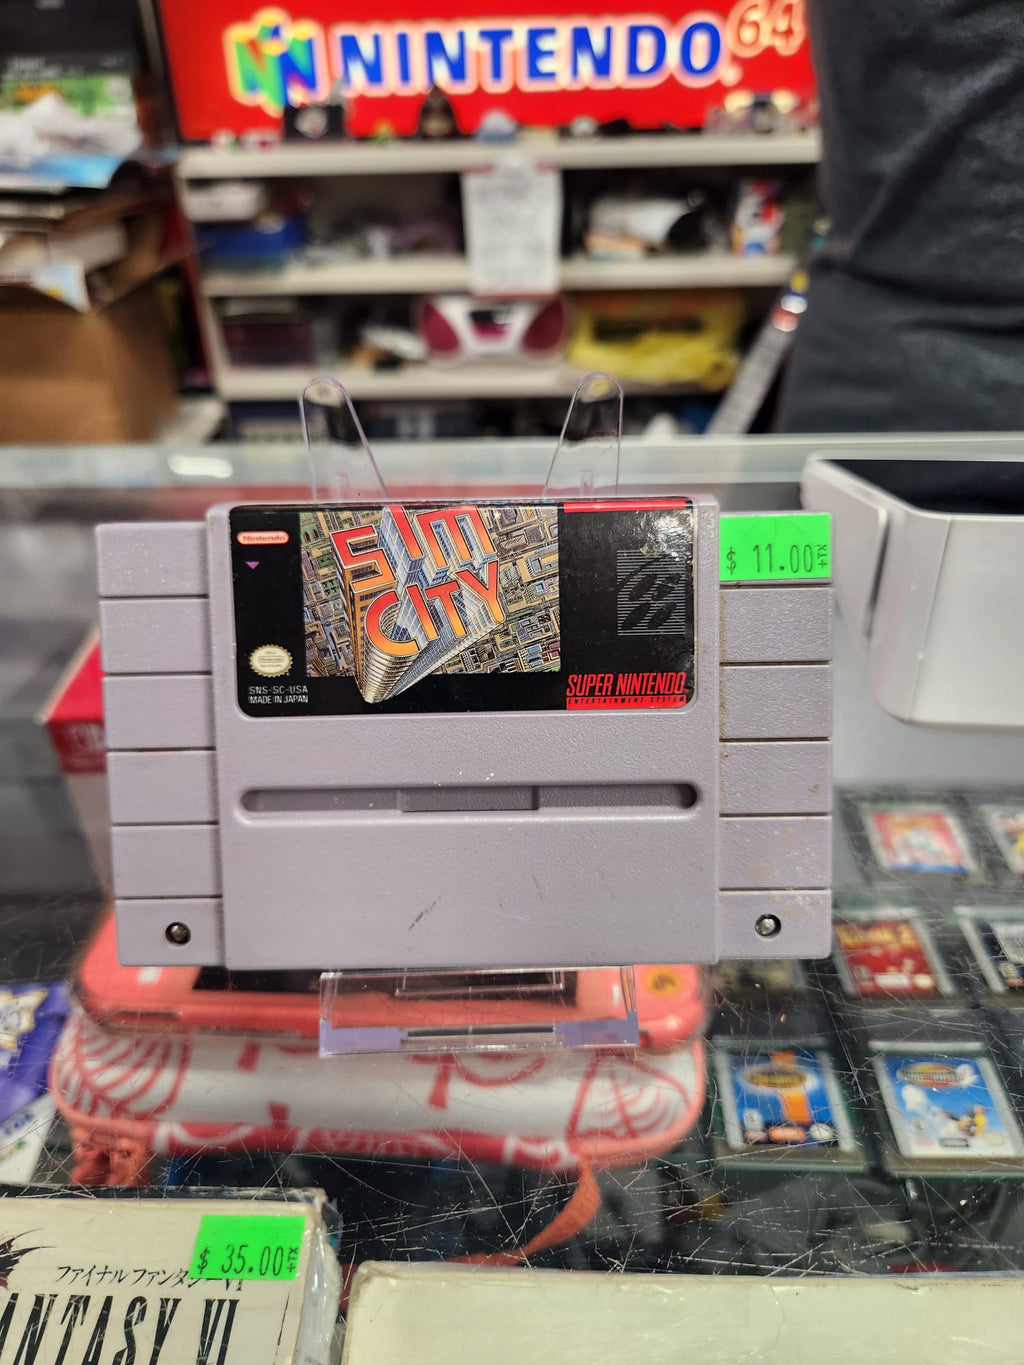 NINTENDO 64
Nintendo
SIM
CITY
$ 11.00
SNS-SC-USA
MADE IN JAPAN
SUPER NINTENDO
ENTERTAINMENT SYSTEM
$ 35.00
ファイナルファンタジーVI
ANTASY VI